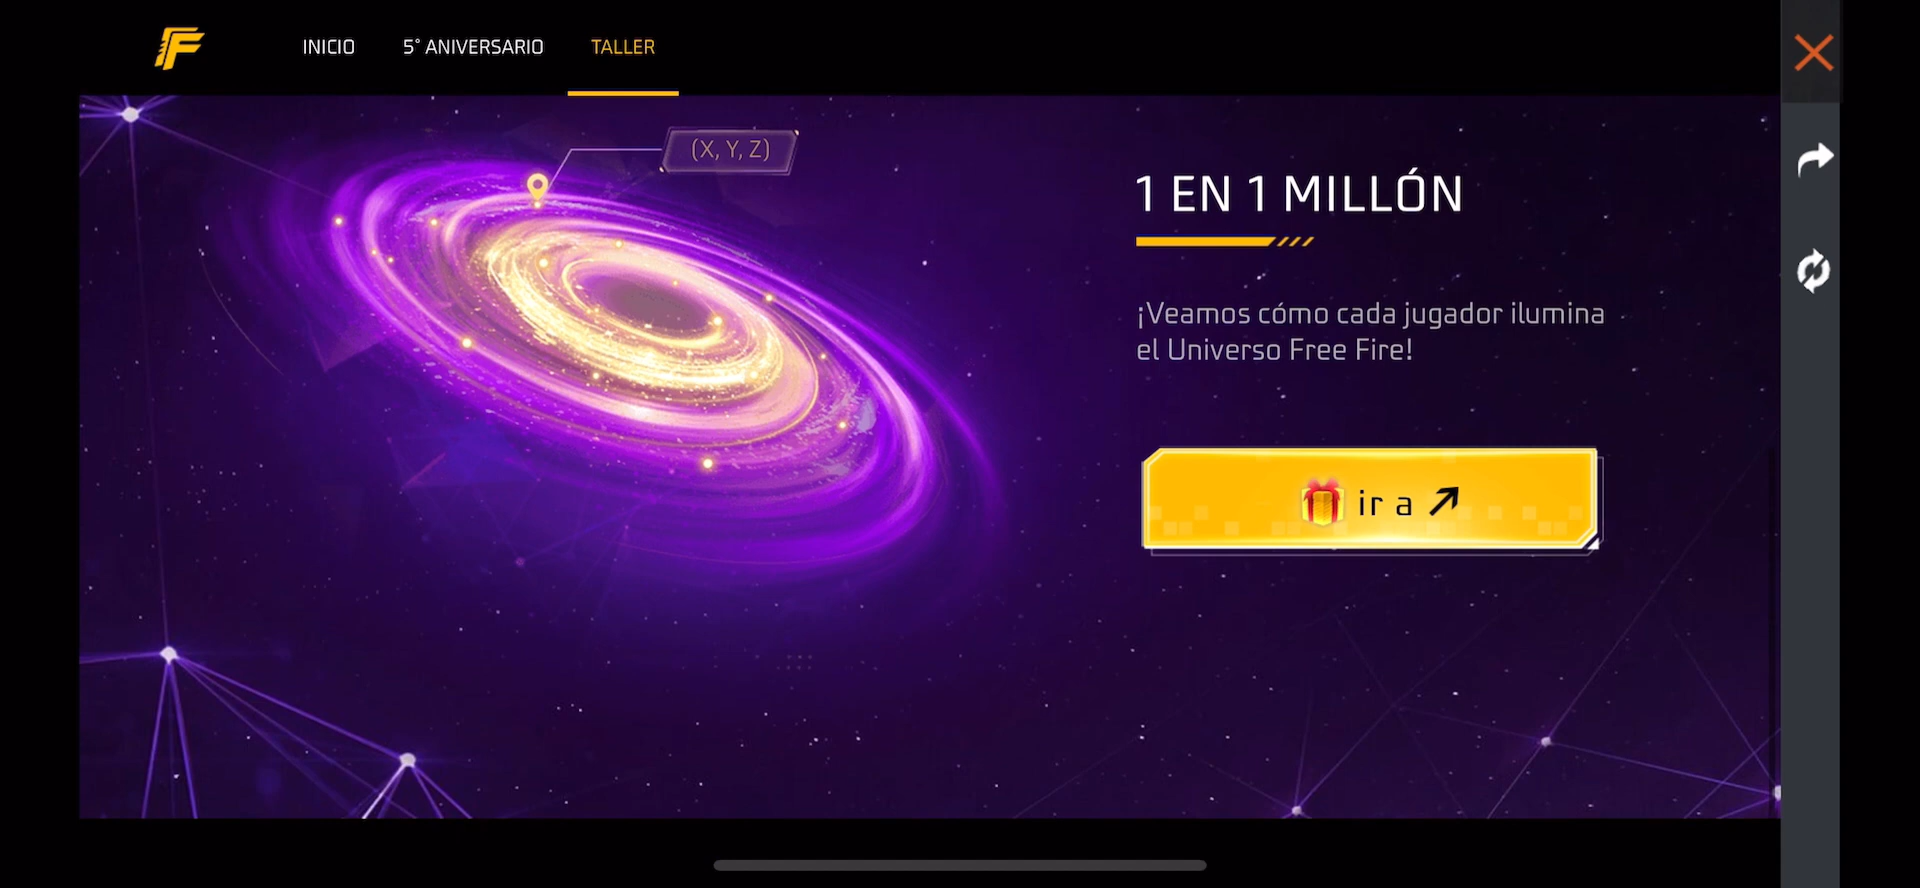 INICIO
5° ANIVERSARIO
TALLER
(X, Y, Z)
1 EN 1 MILLÓN
¡Veamos cómo cada jugador ilumina
el Universo Free Fire!
ir a